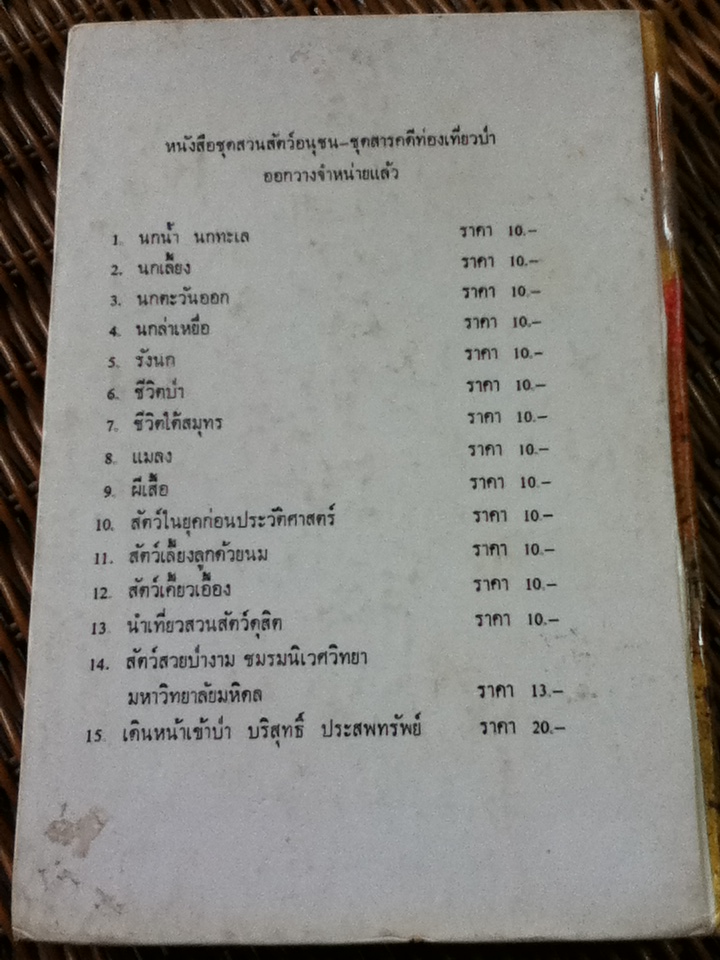 หนังสือชุดสวนสัตว์อนุชน-ชุดสารคดีท่องเที่ยวป่า
ออกวางจำหน่ายแล้ว
1. นกน้ำ นกทะเล ราคา 10.-
2. นกเลี้ยง ราคา 10.-
3. นกตะวันออก ราคา 10.-
4. นกล่าเหยื่อ ราคา 10.-
5. รังนก ราคา 10.-
6. ชีวิตป่า ราคา 10.-
7. ชีวิตใต้สมุทร ราคา 10.-
8. แมลง ราคา 10.-
9. ผีเสื้อ ราคา 10.-
10. สัตว์ในยุคก่อนประวัติศาสตร์ ราคา 10.-
11. สัตว์เลี้ยงลูกด้วยนม ราคา 10.-
12. สัตว์เคี้ยวเอื้อง ราคา 10.-
13. นำเที่ยวสวนสัตว์ดุสิต ราคา 10.-
14. สัตว์สวยป่างาม ชมรมนิเวศวิทยา
มหาวิทยาลัยมหิดล ราคา 13.-
15. เดินหน้าเข้าป่า บริสุทธิ์ ประสพทรัพย์ ราคา 20.-